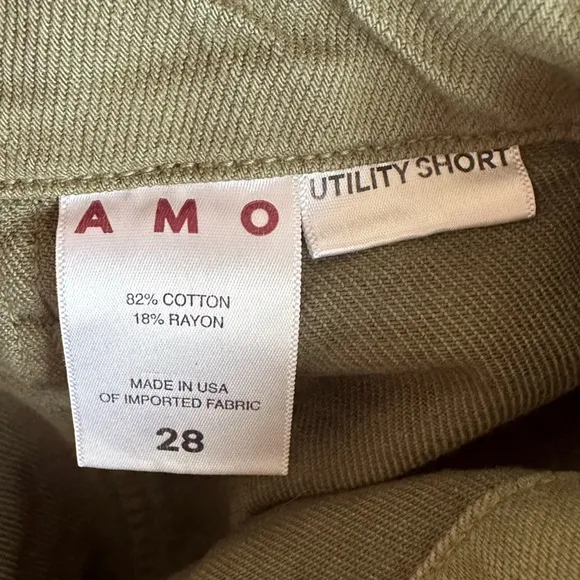 AMO
82% COTTON
18% RAYON
MADE IN USA
OF IMPORTED FABRIC
28
UTILITY SHORT